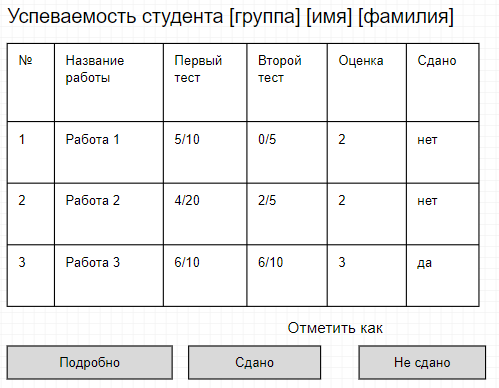 Успеваемость студента [группа] [имя] [фамилия]
№ Название работы Первый тест Второй тест Оценка Сдано
1 Работа 1 5/10 0/5 2 нет
2 Работа 2 4/20 2/5 2 нет
3 Работа 3 6/10 6/10 3 да
Отметить как
Подробно Сдано Не сдано